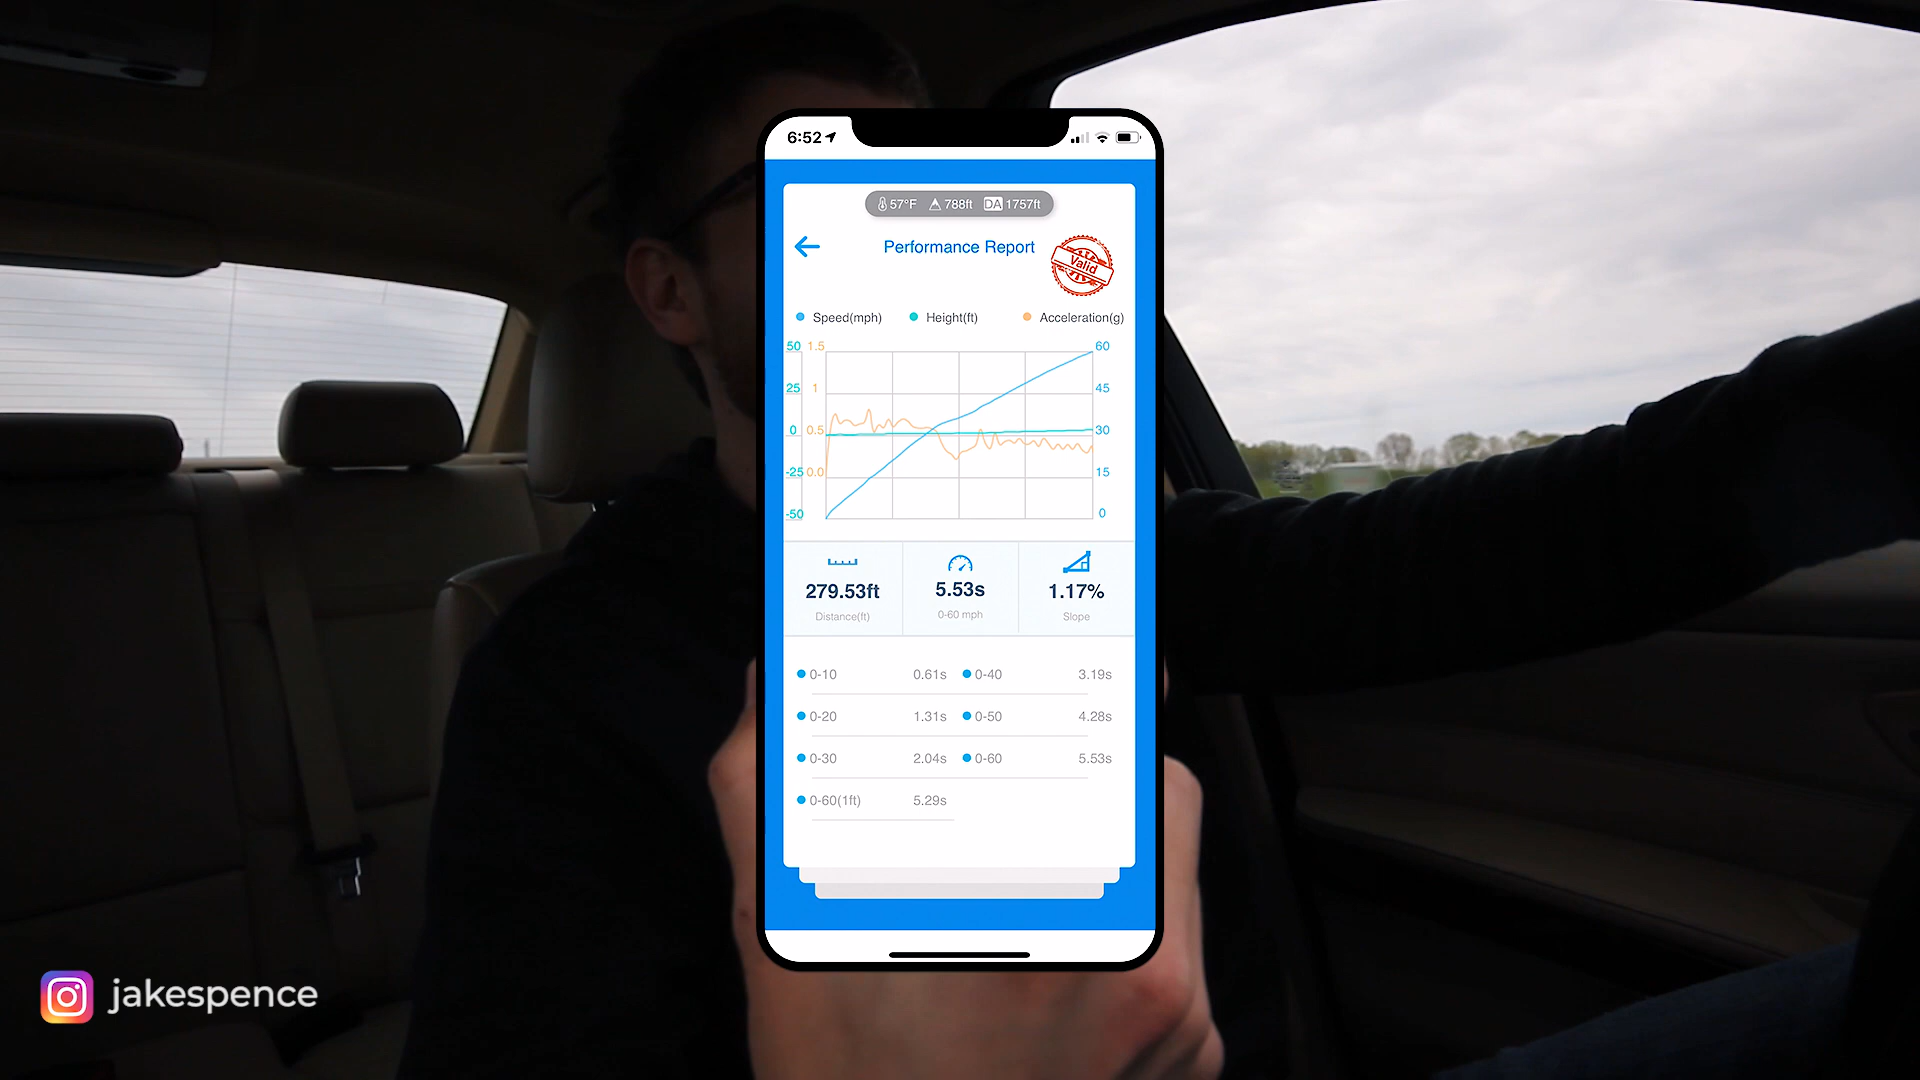 6:52
57°F 788ft DA 1757ft
Performance Report
Valid
Speed(mph) Height(ft) Acceleration(g)
50 1.5 60
25 1 45
0 0.5 30
-25 0.0 15
-50 0
279.53ft 5.53s 1.17%
Distance(ft) 0-60 mph Slope
0-10 0.61s 0-40 3.19s
0-20 1.31s 0-50 4.28s
0-30 2.04s 0-60 5.53s
0-60(1ft) 5.29s
jakespence